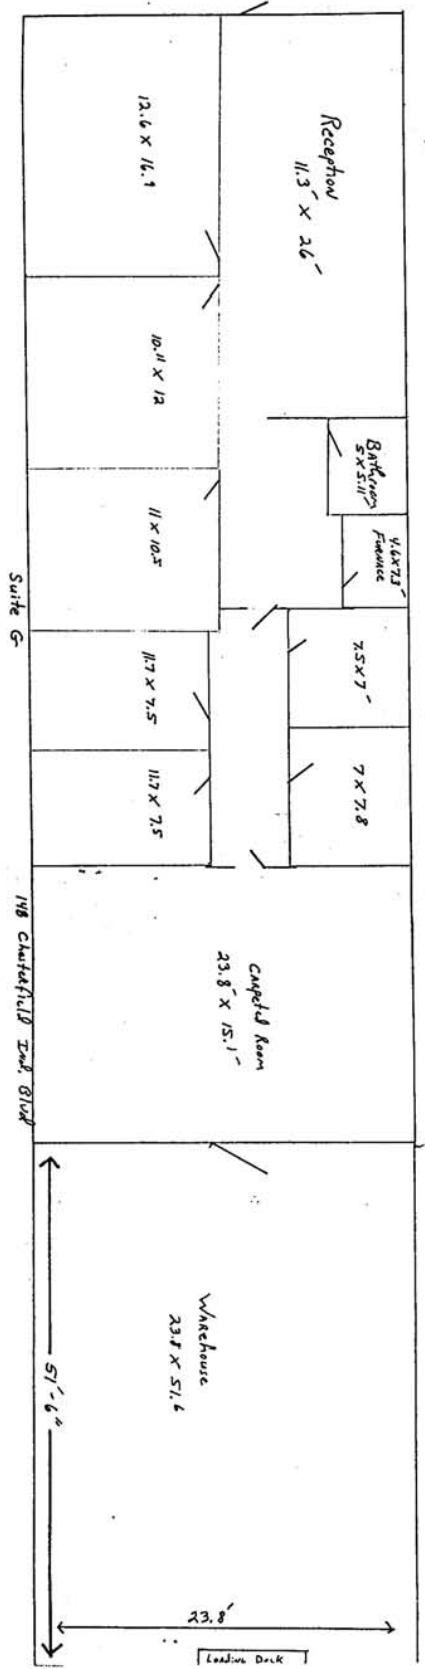 Reception
11.3' x 26'
12.6 x 16.9
10.11 x 12
Bathroom
5 x 5.11"
4.6 x 7.3"
Furnace
11 x 10.5
Suite G
7.5 x 7'
11.7 x 7.5
7 x 7.8
11.7 x 7.5
Carpeted Room
23.8' x 15.1"
148 Chesterfield Ind. Blvd
Warehouse
23.8 x 51.6
51'-6"
23.8'
Loading Dock